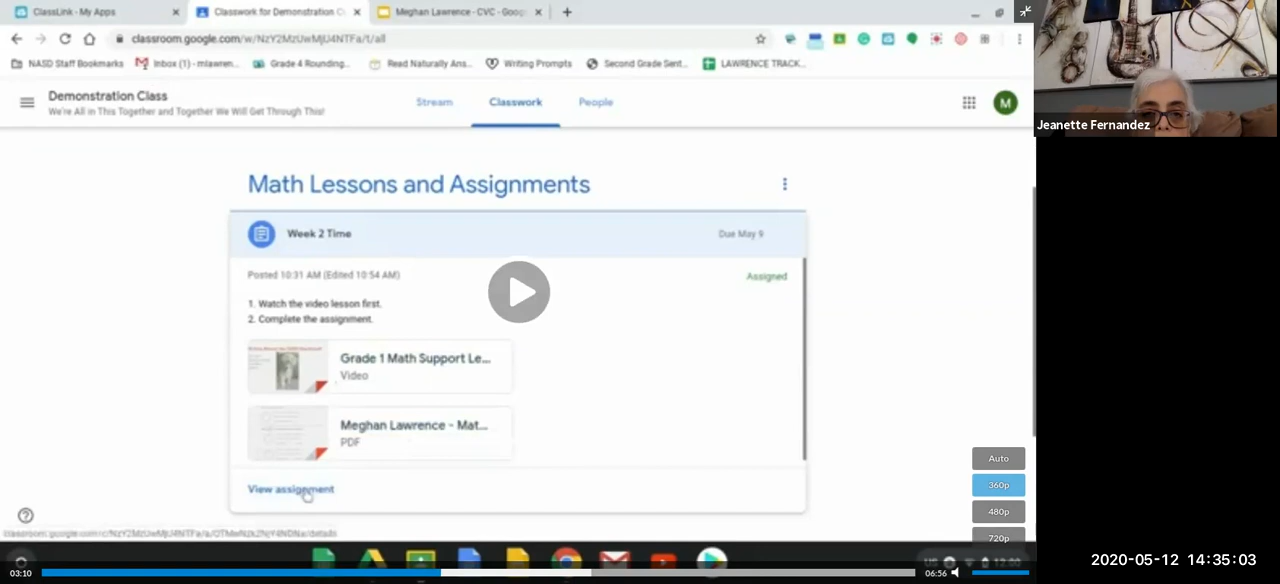 ClassLink - My Apps
Classwork for Demonstration C
Meghan Lawrence - CVC - Goog
classroom.google.com/w/NzY2MzUwMjU4NTFa/t/all
NASD Staff Bookmarks
Inbox (1) - mlawren...
Grade 4 Rounding...
Read Naturally Ans...
Writing Prompts
Second Grade Sent...
LAWRENCE TRACK...
Demonstration Class
We're All in This Together and Together We Will Get Through This!
Stream
Classwork
People
M
Jeanette Fernandez
Math Lessons and Assignments
Week 2 Time
Due May 9
Posted 10:31 AM (Edited 10:54 AM)
Assigned
1. Watch the video lesson first.
2. Complete the assignment.
Grade 1 Math Support Le...
Video
Meghan Lawrence - Mat...
PDF
View assignment
Auto
360p
480p
720p
US
12:00
03:10
06:56
2020-05-12 14:35:03